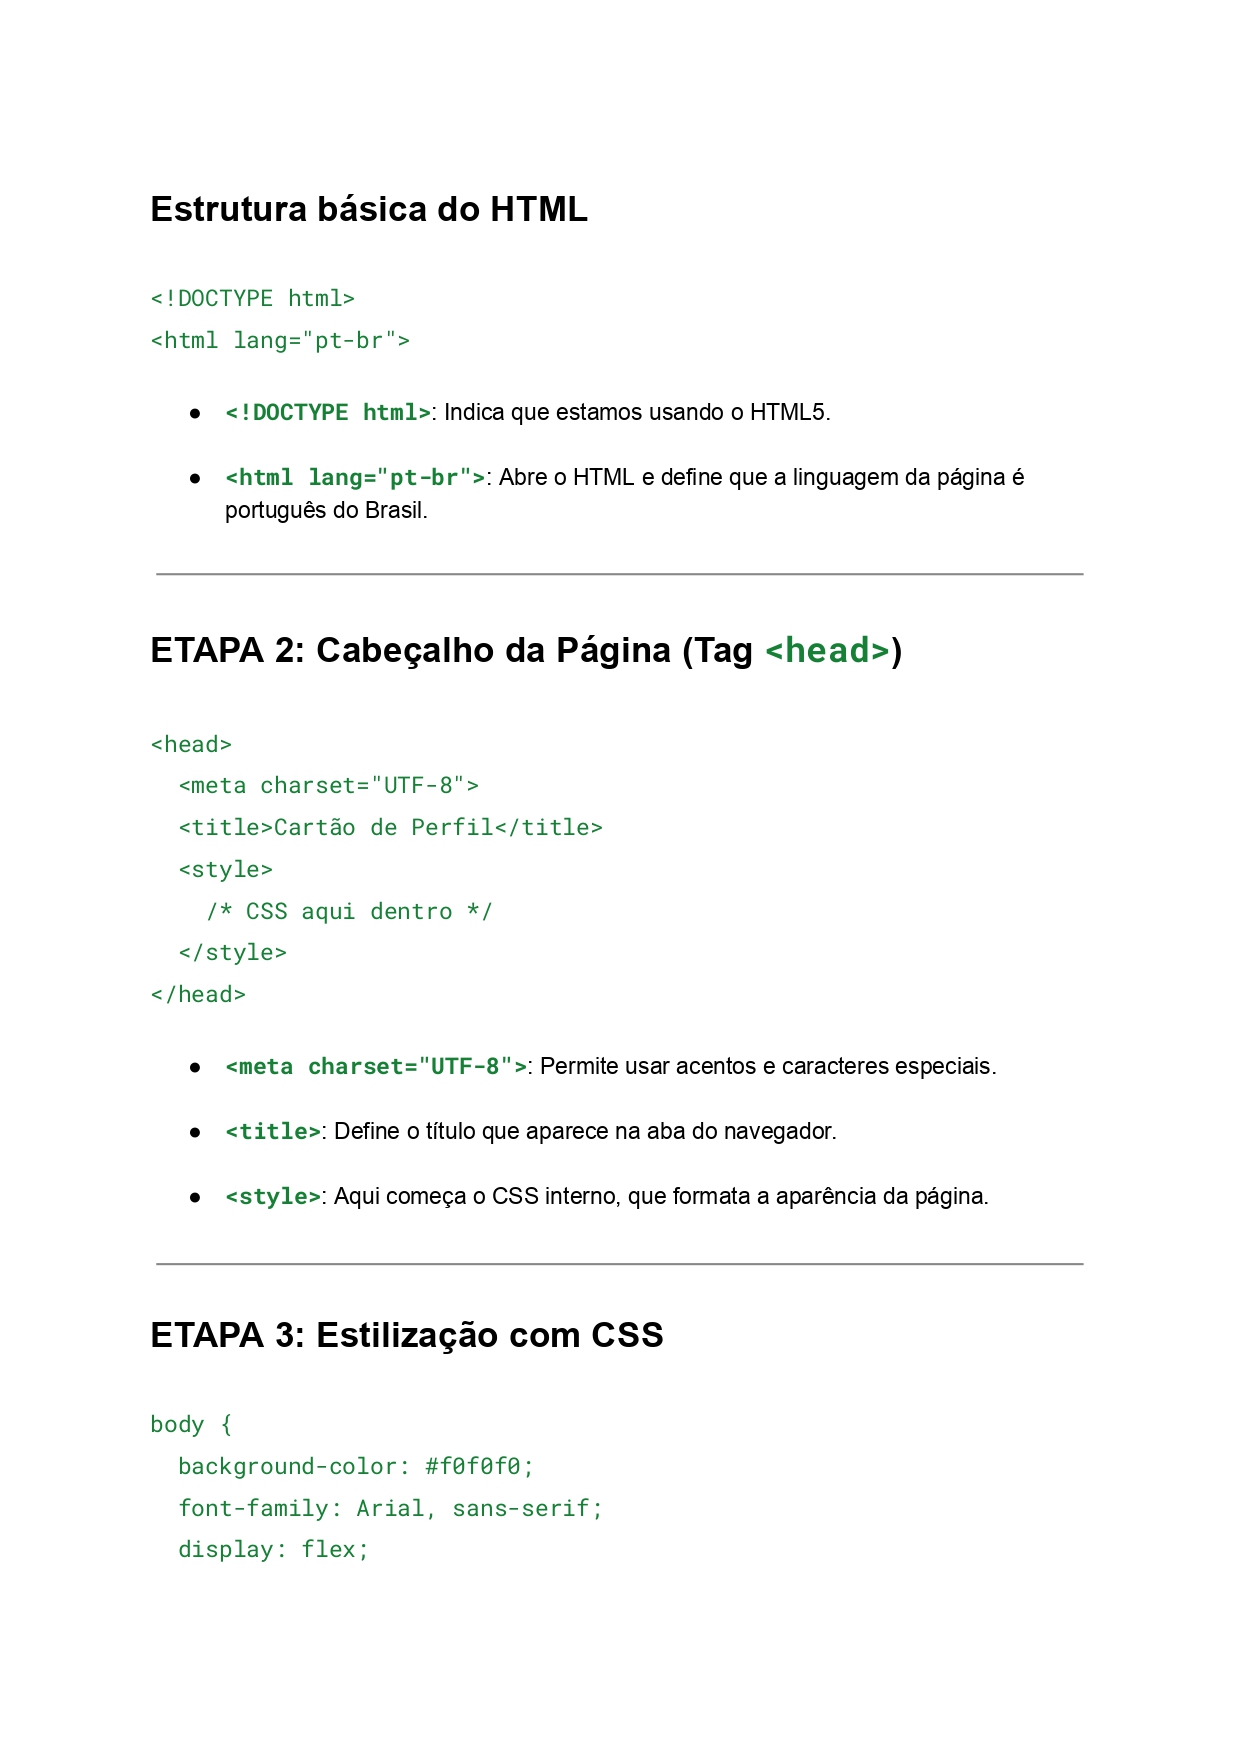 Estrutura básica do HTML
<!DOCTYPE html>
<html lang="pt-br">
● <!DOCTYPE html>: Indica que estamos usando o HTML5.
● <html lang="pt-br">: Abre o HTML e define que a linguagem da página é
português do Brasil.
ETAPA 2: Cabeçalho da Página (Tag <head>)
<head>
  <meta charset="UTF-8">
  <title>Cartão de Perfil</title>
  <style>
    /* CSS aqui dentro */
  </style>
</head>
● <meta charset="UTF-8">: Permite usar acentos e caracteres especiais.
● <title>: Define o título que aparece na aba do navegador.
● <style>: Aqui começa o CSS interno, que formata a aparência da página.
ETAPA 3: Estilização com CSS
body {
  background-color: #f0f0f0;
  font-family: Arial, sans-serif;
  display: flex;